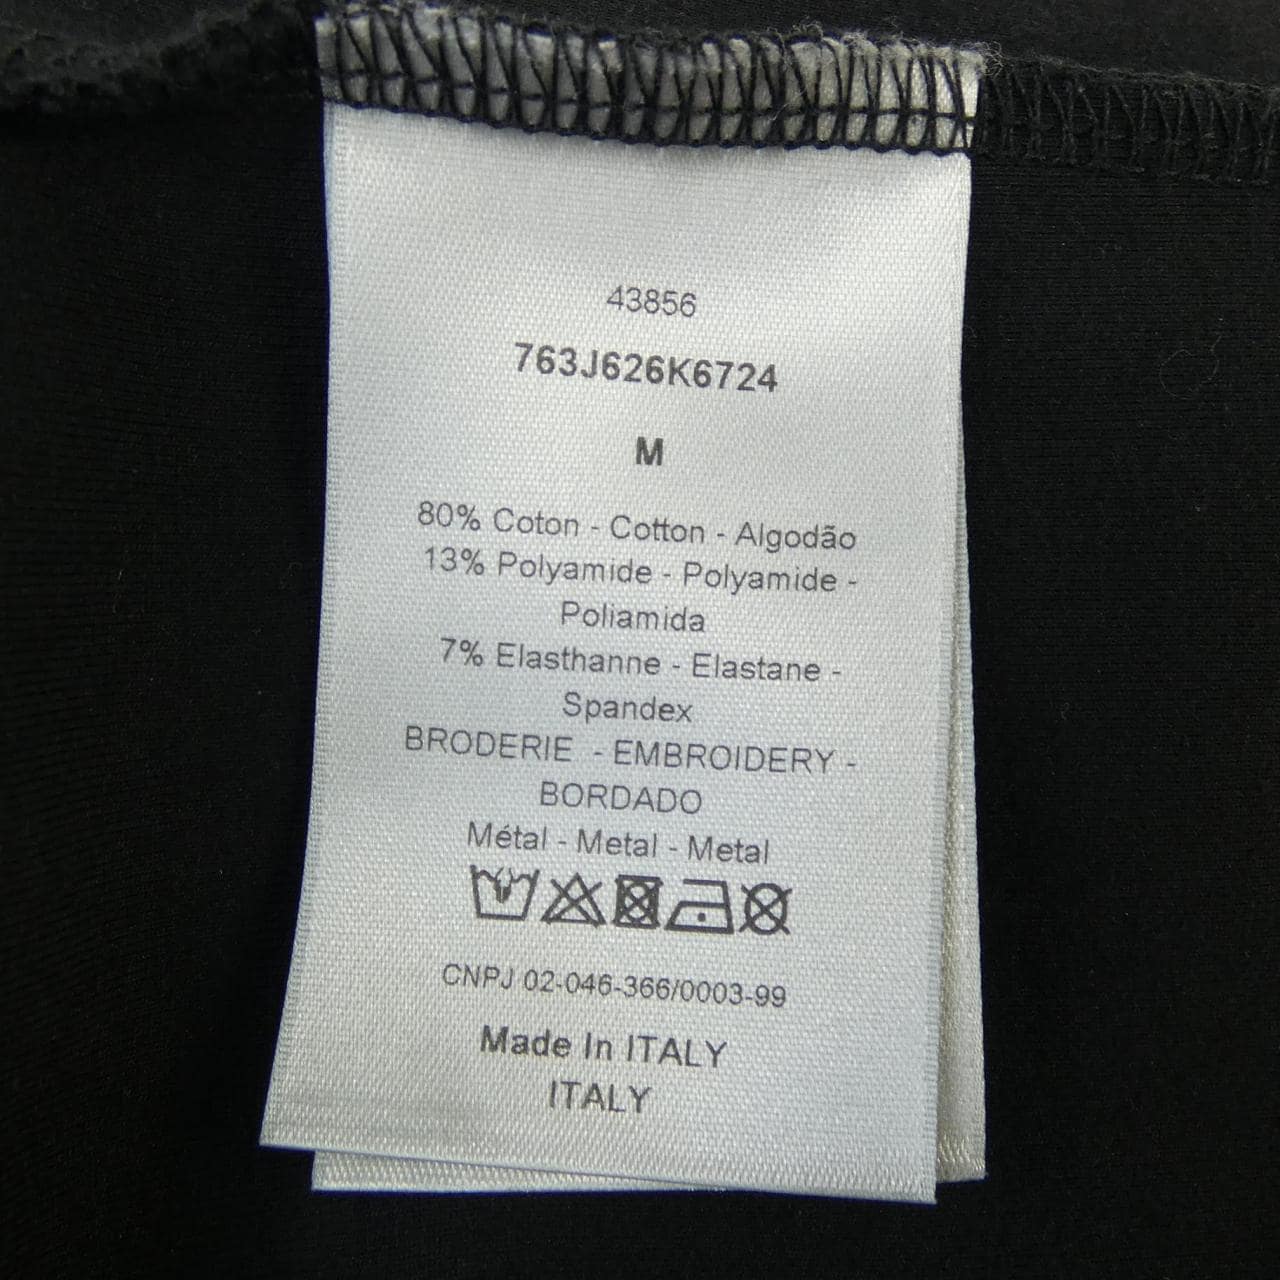 43856
763J626K6724
M
80% Coton - Cotton - Algodão
13% Polyamide - Polyamide -
Poliamida
7% Elasthanne - Elastane -
Spandex
BRODERIE - EMBROIDERY -
BORDADO
Métal - Metal - Metal
CNPJ 02-046-366/0003-99
Made In ITALY
ITALY